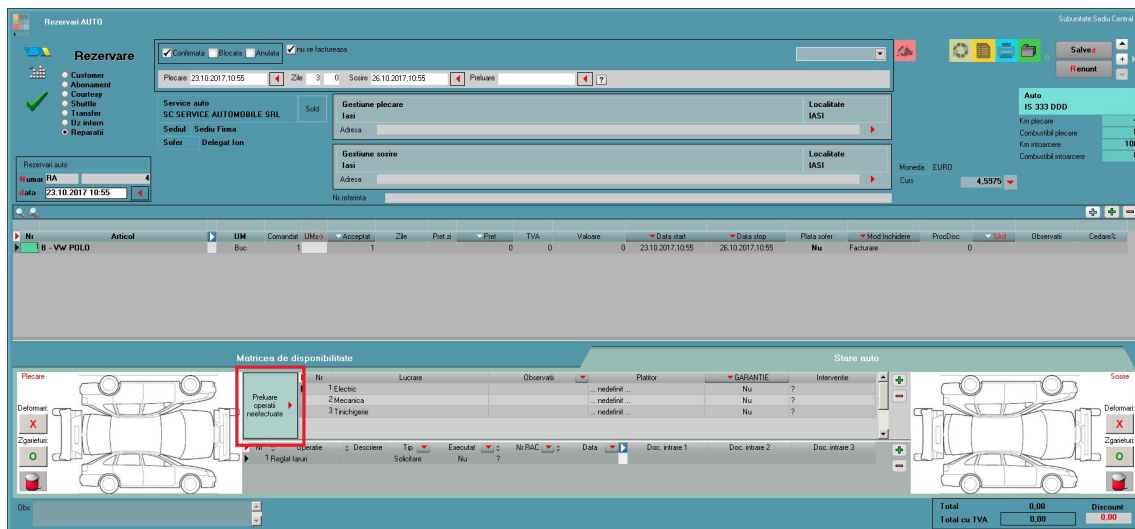 Rezervari AUTO
Subunitate:Sediu Central
Rezervare
Customer
Abonament
Courtesy
Shuttle
Transfer
Uz intern
Reparatii
Confirmata Blocata Anulata nu se factureaza
Plecare 23.10.2017,10:55 Zile 3 0 Sosire 26.10.2017,10:55 Preluare ?
Salvez
Renunt
Service auto
SC SERVICE AUTOMOBILE SRL
Sold
Sediul Sediu Firma
Sofer Delegat Ion
Gestiune plecare Localitate
Iasi IASI
Adresa
Gestiune sosire Localitate
Iasi IASI
Adresa
Nr.referinta
Moneda EURO
Curs 4,5975
Auto
IS 333 DDD
Km plecare
Combustibil plecare
Km intoarcere 100
Combustibil intoarcere
Rezervari auto
Numar RA 4
data 23.10.2017 10:55
Nr Articol UM Comandat UMs-> Acceptat Zile Pret zi Pret TVA Valoare Data start Data stop Plata sofer Mod Inchidere ProcDisc %Ad Observatii Cedare%
1 B - VW POLO Buc 1 1 0 0 0 23.10.2017,10:55 26.10.2017,10:55 Nu Facturare 0
Matricea de disponibilitate
Stare auto
Plecare
Deformari:
X
Zgarieturi:
O
Preluare
operatii
neefectuate
Nr Lucrare Observatii Platitor GARANTIE Interventie
1 Electric ... nedefinit ... Nu ?
2 Mecanica ... nedefinit ... Nu ?
3 Tinichigerie ... nedefinit ... Nu ?
Nr Operatie Descriere Tip Executat Nr.RAC Data Doc. intrare 1 Doc. intrare 2 Doc. intrare 3
1 Reglat faruri Solicitare Nu ?
Sosire
Deformari
X
Zgarieturi:
O
Obs
Total 0,00 Discount
Total cu TVA 0,00 0,00